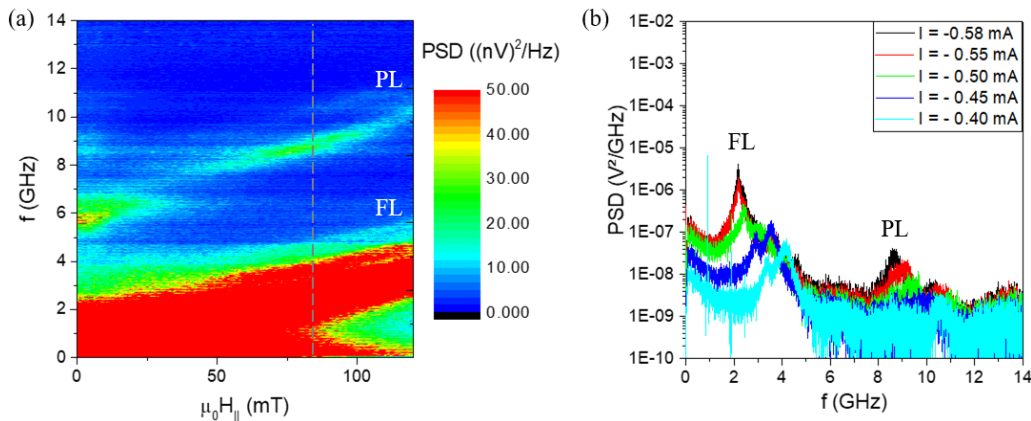 (a)
14
12
10
8
6
4
2
0
f (GHz)
0
50
100
μ₀H|| (mT)
PL
FL
PSD ((nV)²/Hz)
50.00
40.00
30.00
20.00
10.00
0.000
(b)
1E-02
1E-03
1E-04
1E-05
1E-06
1E-07
1E-08
1E-09
1E-10
PSD (V²/GHz)
0
2
4
6
8
10
12
14
f (GHz)
FL
PL
I = -0.58 mA
I = - 0.55 mA
I = - 0.50 mA
I = - 0.45 mA
I = - 0.40 mA